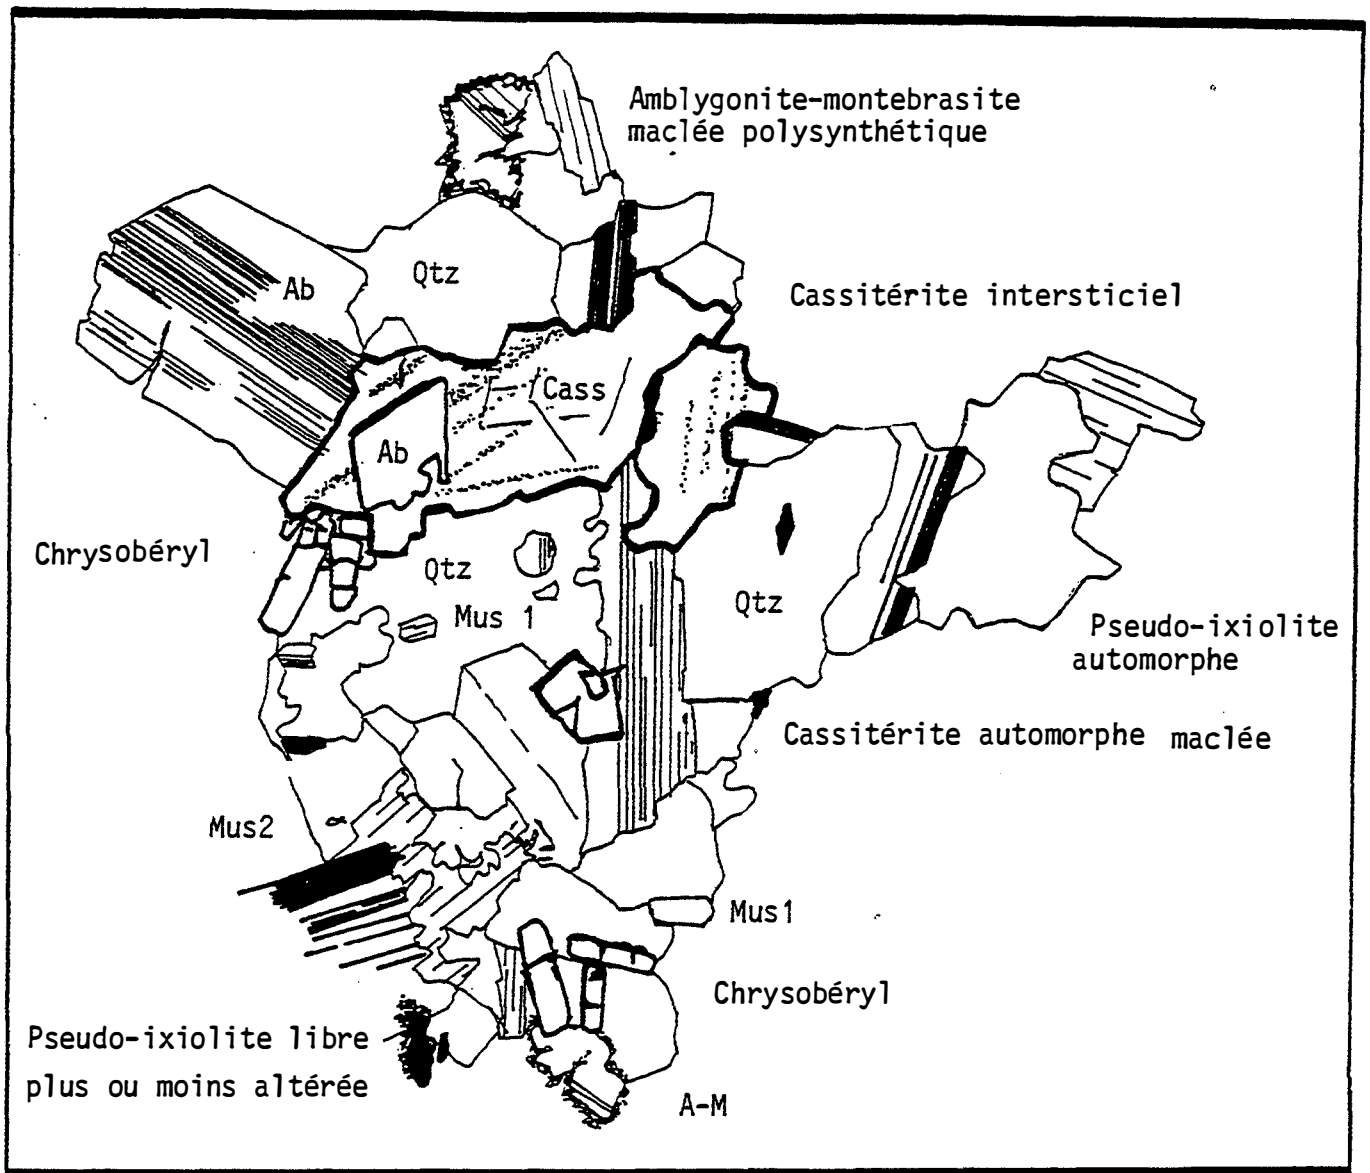 Amblygonite-montebrasite
maclée polysynthétique
Ab
Qtz
Cassitérite intersticiel
Cass
Ab
Chrysobéryl
Qtz
Mus 1
Qtz
Pseudo-ixiolite
automorphe
Cassitérite automorphe maclée
Mus2
Mus1
Chrysobéryl
Pseudo-ixiolite libre
plus ou moins altérée
A-M